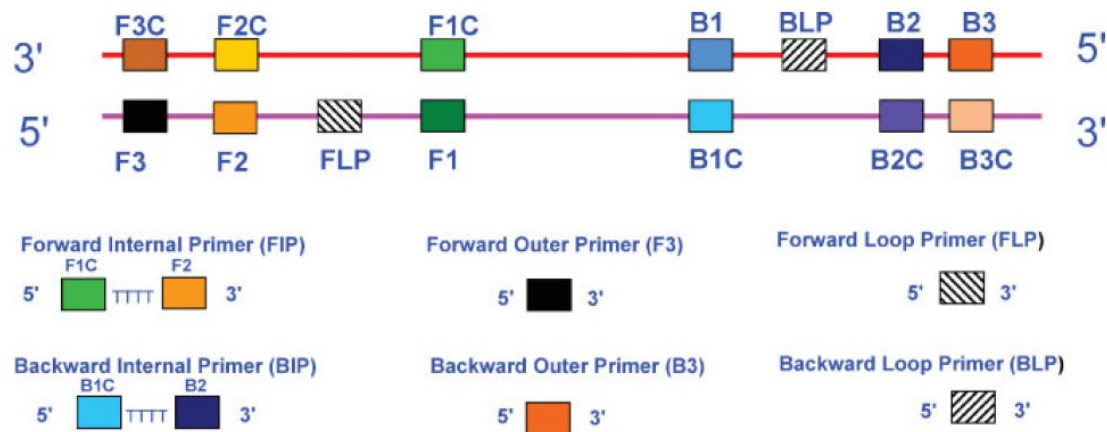 F3C F2C F1C B1 BLP B2 B3
3' 5'
5' 3'
F3 F2 FLP F1 B1C B2C B3C
Forward Internal Primer (FIP) Forward Outer Primer (F3) Forward Loop Primer (FLP)
F1C F2
5' TTTT 3' 5' 3' 5' 3'
Backward Internal Primer (BIP) Backward Outer Primer (B3) Backward Loop Primer (BLP)
B1C B2
5' TTTT 3' 5' 3' 5' 3'